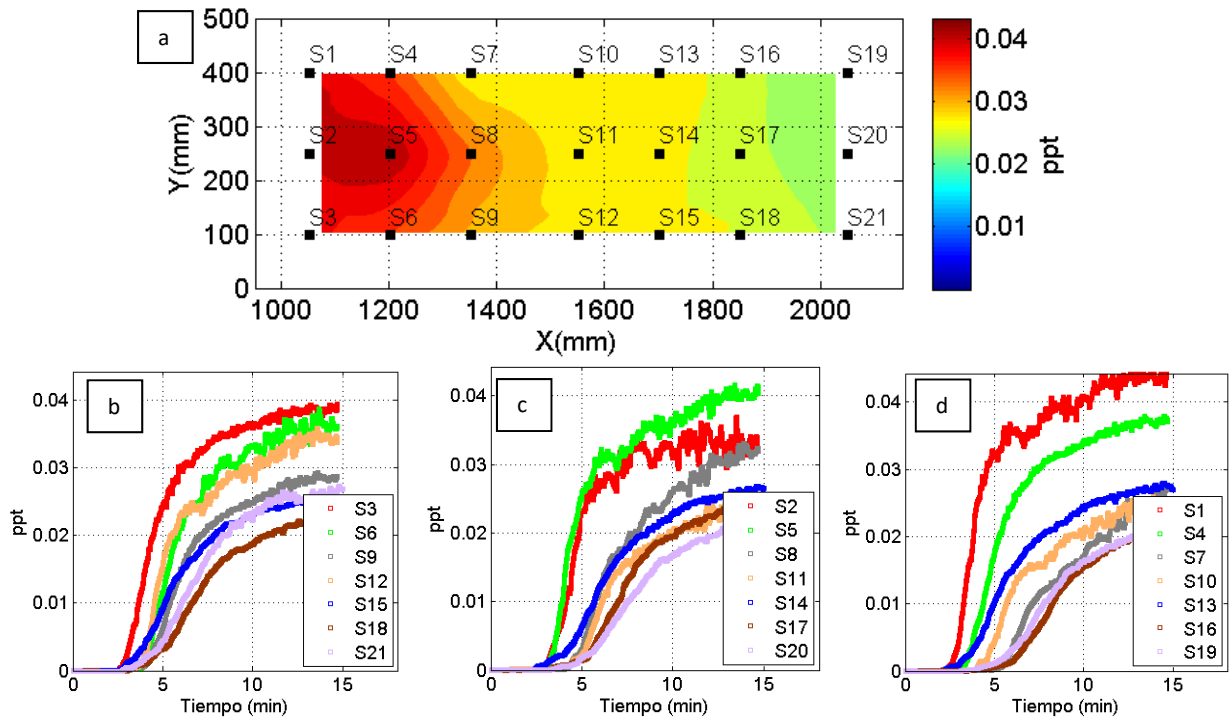 a
500
400
300
200
100
0
Y(mm)
S1 S4 S7 S10 S13 S16 S19
S2 S5 S8 S11 S14 S17 S20
S3 S6 S9 S12 S15 S18 S21
1000 1200 1400 1600 1800 2000
X(mm)
0.04
0.03
0.02
0.01
ppt
b
0.04
0.03
0.02
0.01
0
ppt
S3
S6
S9
S12
S15
S18
S21
0 5 10 15
Tiempo (min)
c
0.04
0.03
0.02
0.01
0
ppt
S2
S5
S8
S11
S14
S17
S20
0 5 10 15
Tiempo (min)
d
0.04
0.03
0.02
0.01
0
ppt
S1
S4
S7
S10
S13
S16
S19
0 5 10 15
Tiempo (min)